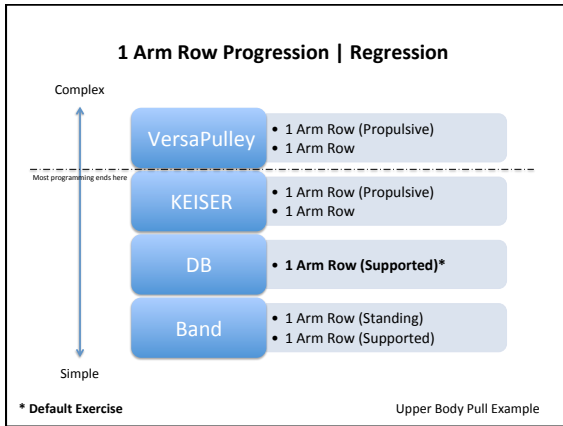 1 Arm Row Progression | Regression
Complex
VersaPulley
• 1 Arm Row (Propulsive)
• 1 Arm Row
Most programming ends here
KEISER
• 1 Arm Row (Propulsive)
• 1 Arm Row
DB
• 1 Arm Row (Supported)*
Band
• 1 Arm Row (Standing)
• 1 Arm Row (Supported)
Simple
* Default Exercise
Upper Body Pull Example